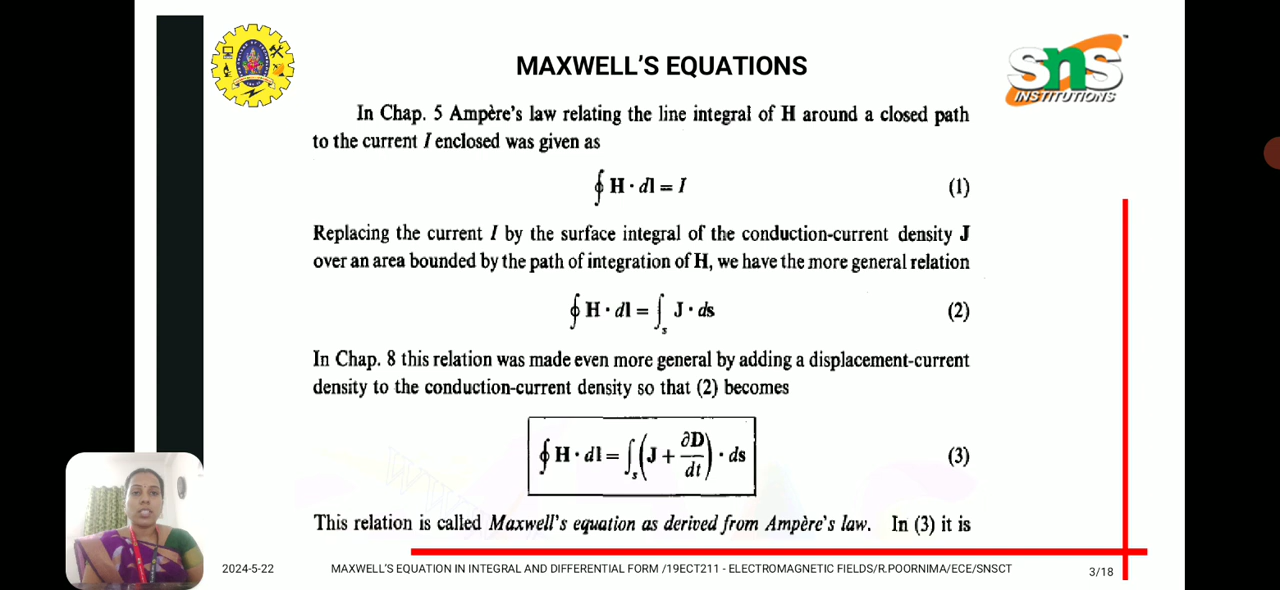 MAXWELL'S EQUATIONS
SNS
INSTITUTIONS
In Chap. 5 Ampère's law relating the line integral of H around a closed path
to the current I enclosed was given as
∮ H · dl = I (1)
Replacing the current I by the surface integral of the conduction-current density J
over an area bounded by the path of integration of H, we have the more general relation
∮ H · dl = ∫s J · ds (2)
In Chap. 8 this relation was made even more general by adding a displacement-current
density to the conduction-current density so that (2) becomes
∮ H · dl = ∫s (J + ∂D/dt) · ds (3)
This relation is called Maxwell's equation as derived from Ampère's law. In (3) it is
2024-5-22 MAXWELL'S EQUATION IN INTEGRAL AND DIFFERENTIAL FORM /19ECT211 - ELECTROMAGNETIC FIELDS/R.POORNIMA/ECE/SNSCT 3/18